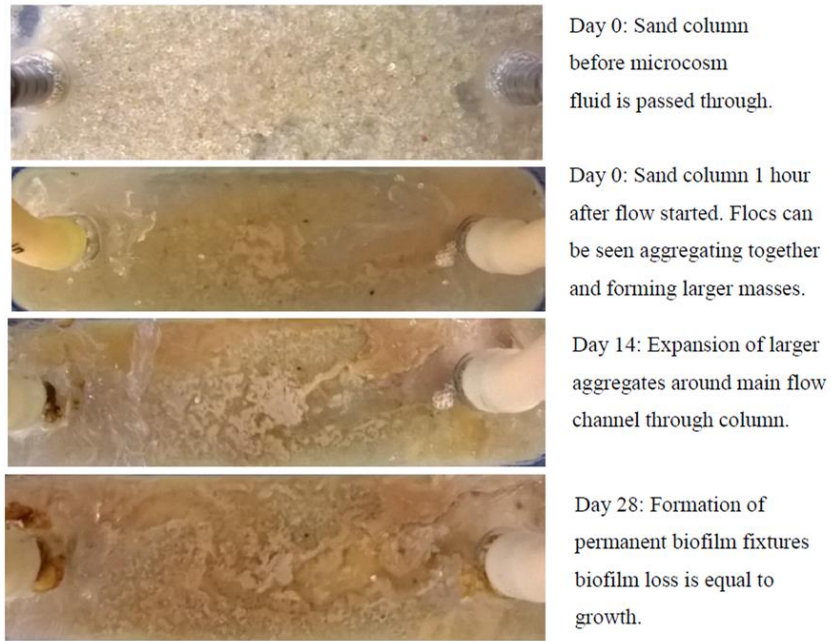 Day 0: Sand column
before microcosm
fluid is passed through.
Day 0: Sand column 1 hour
after flow started. Flocs can
be seen aggregating together
and forming larger masses.
Day 14: Expansion of larger
aggregates around main flow
channel through column.
Day 28: Formation of
permanent biofilm fixtures
biofilm loss is equal to
growth.